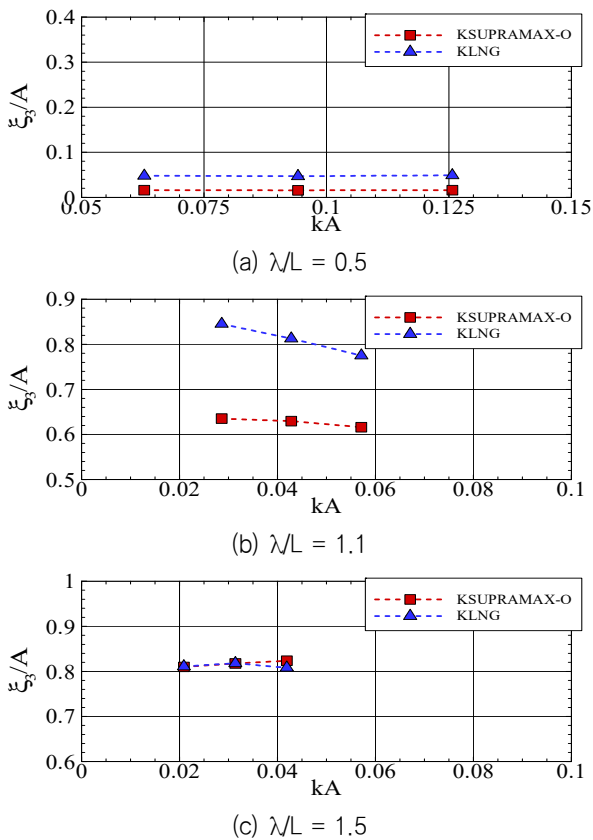 0.4
0.3
0.2
0.1
0
ξ3/A
KSUPRAMAX-O
KLNG
0.05
0.075
0.1
0.125
0.15
kA
(a) λ/L = 0.5
0.9
0.8
0.7
0.6
0.5
ξ3/A
KSUPRAMAX-O
KLNG
0
0.02
0.04
0.06
0.08
0.1
kA
(b) λ/L = 1.1
1
0.9
0.8
0.7
0.6
ξ3/A
KSUPRAMAX-O
KLNG
0
0.02
0.04
0.06
0.08
0.1
kA
(c) λ/L = 1.5